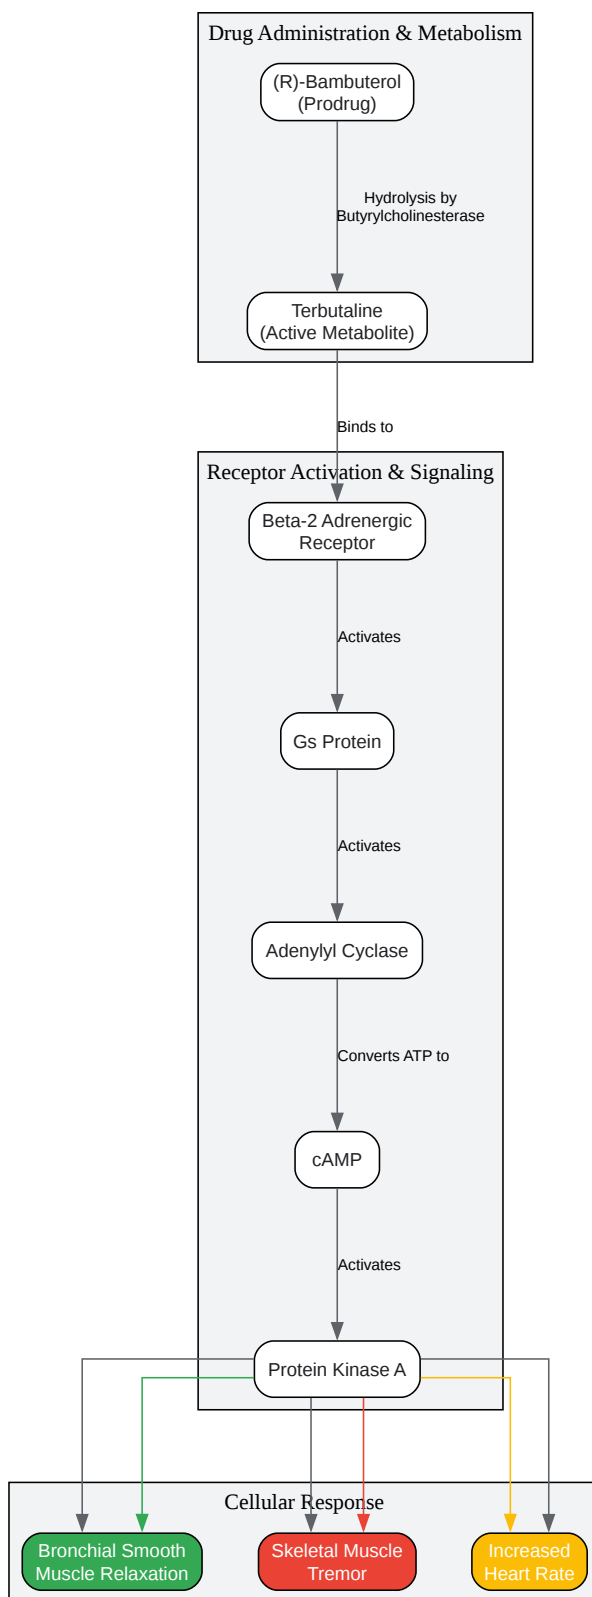 Drug Administration & Metabolism
(R)-Bambuterol
(Prodrug)
Hydrolysis by
Butyrylcholinesterase
Terbutaline
(Active Metabolite)
Binds to
Receptor Activation & Signaling
Beta-2 Adrenergic
Receptor
Activates
Gs Protein
Activates
Adenylyl Cyclase
Converts ATP to
cAMP
Activates
Protein Kinase A
Cellular Response
Bronchial Smooth
Muscle Relaxation
Skeletal Muscle
Tremor
Increased
Heart Rate